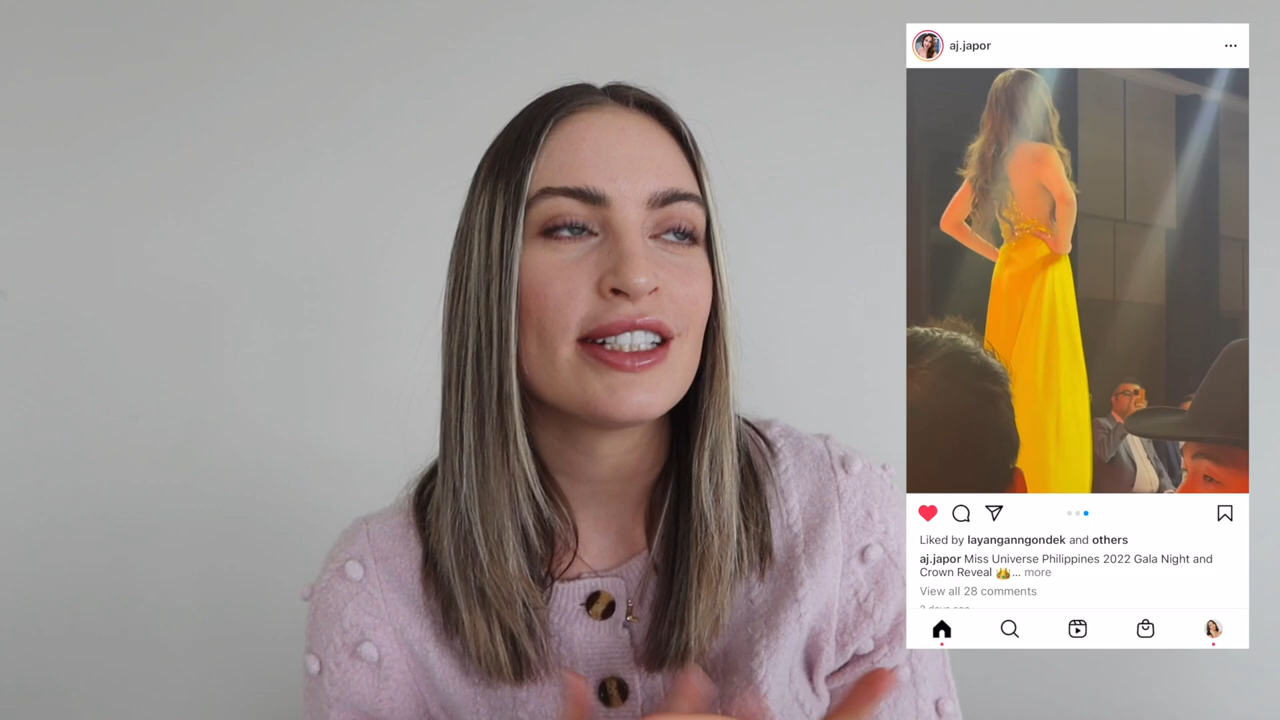 aj.japor
Liked by layanganngondek and others
aj.japor Miss Universe Philippines 2022 Gala Night and
Crown Reveal 👑... more
View all 28 comments